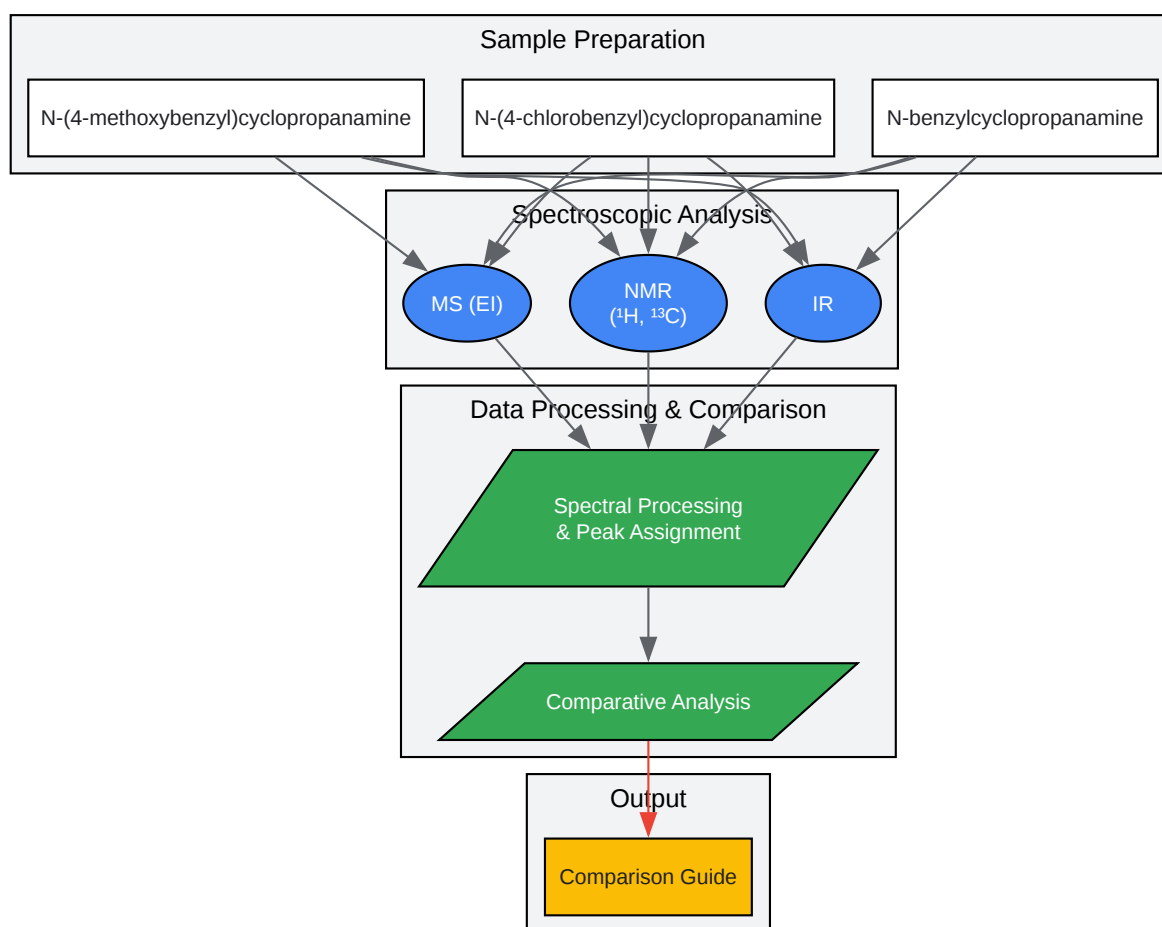 Sample Preparation
N-(4-methoxybenzyl)cyclopropanamine
N-(4-chlorobenzyl)cyclopropanamine
N-benzylcyclopropanamine
Spectroscopic Analysis
MS (EI)
NMR
(¹H, ¹³C)
IR
Data Processing & Comparison
Spectral Processing
& Peak Assignment
Comparative Analysis
Output
Comparison Guide